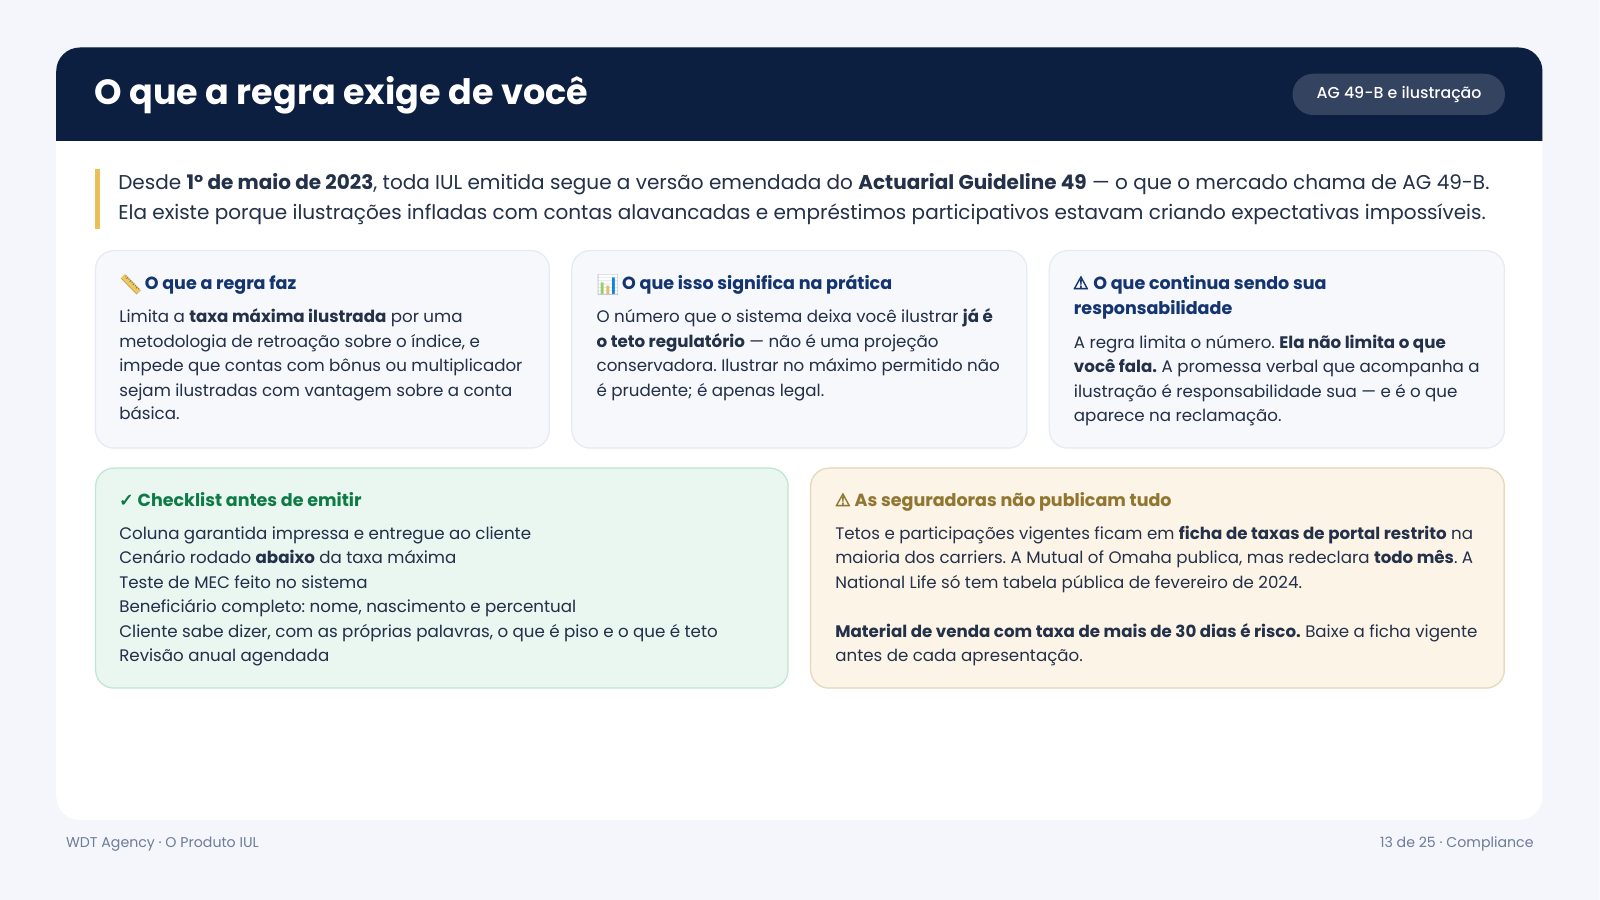 O que a regra exige de você
AG 49-B e ilustração
Desde 1º de maio de 2023, toda IUL emitida segue a versão emendada do Actuarial Guideline 49 — o que o mercado chama de AG 49-B.
Ela existe porque ilustrações infladas com contas alavancadas e empréstimos participativos estavam criando expectativas impossíveis.
📏 O que a regra faz
Limita a taxa máxima ilustrada por uma
metodologia de retroação sobre o índice, e
impede que contas com bônus ou multiplicador
sejam ilustradas com vantagem sobre a conta
básica.
📊 O que isso significa na prática
O número que o sistema deixa você ilustrar já é
o teto regulatório — não é uma projeção
conservadora. Ilustrar no máximo permitido não
é prudente; é apenas legal.
⚠ O que continua sendo sua
responsabilidade
A regra limita o número. Ela não limita o que
você fala. A promessa verbal que acompanha a
ilustração é responsabilidade sua — e é o que
aparece na reclamação.
✓ Checklist antes de emitir
Coluna garantida impressa e entregue ao cliente
Cenário rodado abaixo da taxa máxima
Teste de MEC feito no sistema
Beneficiário completo: nome, nascimento e percentual
Cliente sabe dizer, com as próprias palavras, o que é piso e o que é teto
Revisão anual agendada
⚠ As seguradoras não publicam tudo
Tetos e participações vigentes ficam em ficha de taxas de portal restrito na
maioria dos carriers. A Mutual of Omaha publica, mas redeclara todo mês. A
National Life só tem tabela pública de fevereiro de 2024.
Material de venda com taxa de mais de 30 dias é risco. Baixe a ficha vigente
antes de cada apresentação.
WDT Agency · O Produto IUL
13 de 25 · Compliance